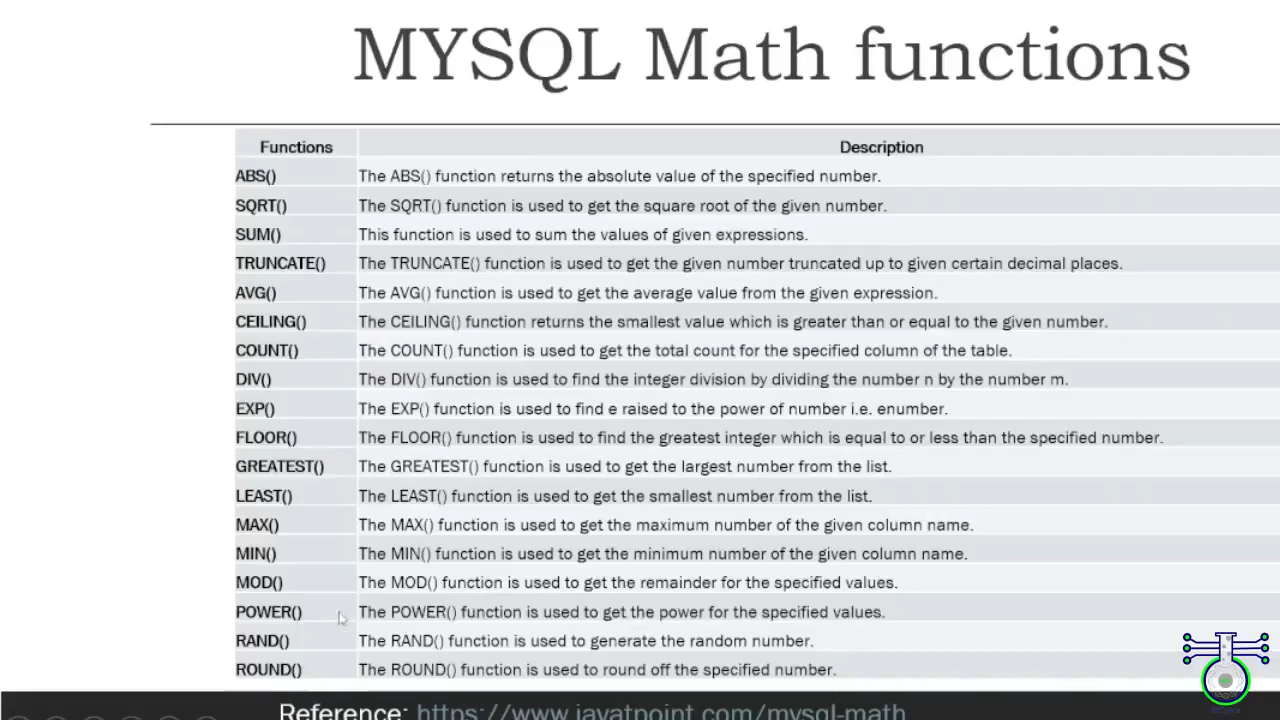 MYSQL Math functions
Functions Description
ABS() The ABS() function returns the absolute value of the specified number.
SQRT() The SQRT() function is used to get the square root of the given number.
SUM() This function is used to sum the values of given expressions.
TRUNCATE() The TRUNCATE() function is used to get the given number truncated up to given certain decimal places.
AVG() The AVG() function is used to get the average value from the given expression.
CEILING() The CEILING() function returns the smallest value which is greater than or equal to the given number.
COUNT() The COUNT() function is used to get the total count for the specified column of the table.
DIV() The DIV() function is used to find the integer division by dividing the number n by the number m.
EXP() The EXP() function is used to find e raised to the power of number i.e. enumber.
FLOOR() The FLOOR() function is used to find the greatest integer which is equal to or less than the specified number.
GREATEST() The GREATEST() function is used to get the largest number from the list.
LEAST() The LEAST() function is used to get the smallest number from the list.
MAX() The MAX() function is used to get the maximum number of the given column name.
MIN() The MIN() function is used to get the minimum number of the given column name.
MOD() The MOD() function is used to get the remainder for the specified values.
POWER() The POWER() function is used to get the power for the specified values.
RAND() The RAND() function is used to generate the random number.
ROUND() The ROUND() function is used to round off the specified number.
Reference: https://www.javatpoint.com/mysql-math